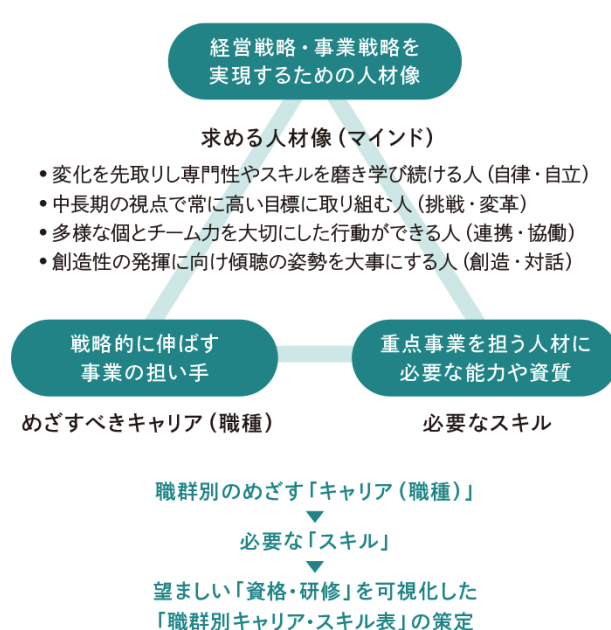 経営戦略・事業戦略を
実現するための人材像
求める人材像(マインド)
•変化を先取りし専門性やスキルを磨き学び続ける人(自律・自立)
•中長期の視点で常に高い目標に取り組む人(挑戦・変革)
•多様な個とチーム力を大切にした行動ができる人(連携・協働)
•創造性の発揮に向け傾聴の姿勢を大事にする人(創造・対話)
戦略的に伸ばす
事業の担い手
重点事業を担う人材に
必要な能力や資質
めざすべきキャリア(職種)
必要なスキル
職群別のめざす「キャリア(職種)」
▼
必要な「スキル」
▼
望ましい「資格・研修」を可視化した
「職群別キャリア・スキル表」の策定